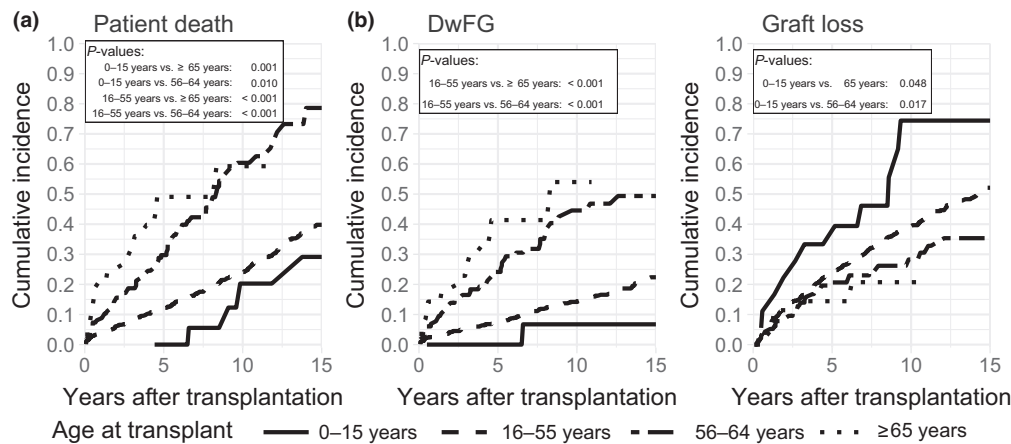 (a) Patient death
P-values:
0–15 years vs. ≥ 65 years: 0.001
0–15 years vs. 56–64 years: 0.010
16–55 years vs. ≥65 years: < 0.001
16–55 years vs. 56–64 years: < 0.001
1.0
0.9
0.8
0.7
0.6
0.5
0.4
0.3
0.2
0.1
0.0
Cumulative incidence
0 5 10 15
Years after transplantation
(b) DwFG
P-values:
16–55 years vs. ≥ 65 years: < 0.001
16–55 years vs. 56–64 years: < 0.001
1.0
0.9
0.8
0.7
0.6
0.5
0.4
0.3
0.2
0.1
0.0
Cumulative incidence
0 5 10 15
Years after transplantation
Graft loss
P-values:
0–15 years vs. 65 years: 0.048
0–15 years vs. 56–64 years: 0.017
1.0
0.9
0.8
0.7
0.6
0.5
0.4
0.3
0.2
0.1
0.0
Cumulative incidence
0 5 10 15
Years after transplantation
Age at transplant 0–15 years 16–55 years 56–64 years ≥65 years